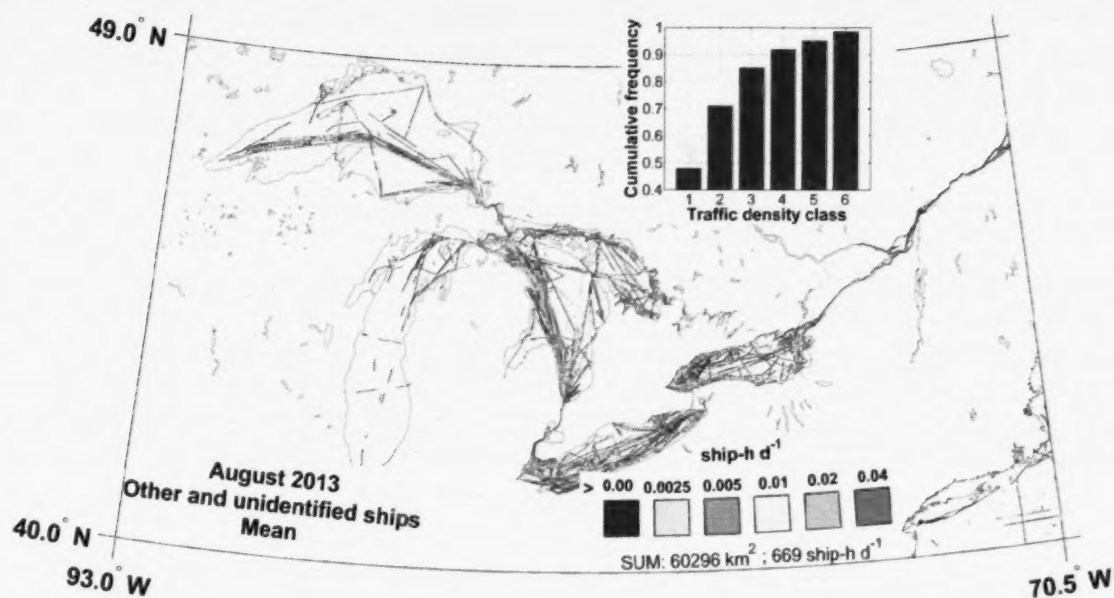 49.0° N
Cumulative frequency
1
0.9
0.8
0.7
0.6
0.5
0.4
1 2 3 4 5 6
Traffic density class
August 2013
Other and unidentified ships
Mean
ship-h d-1
> 0.00 0.0025 0.005 0.01 0.02 0.04
SUM: 60296 km2 ; 669 ship-h d-1
40.0° N
93.0° W
70.5° W